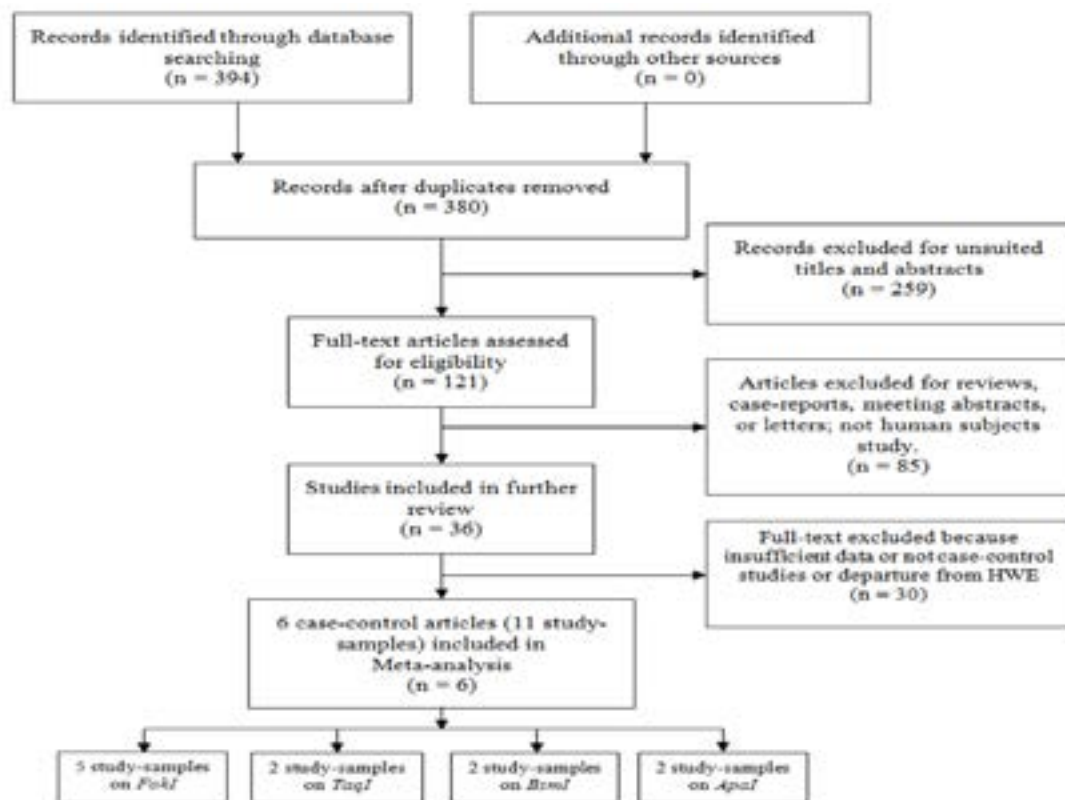 Records identified through database
searching
(n = 394)
Additional records identified
through other sources
(n = 0)
Records after duplicates removed
(n = 380)
Records excluded for unsuited
titles and abstracts
(n = 259)
Full-text articles assessed
for eligibility
(n = 121)
Articles excluded for reviews,
case-reports, meeting abstracts,
or letters; not human subjects
study.
(n = 85)
Studies included in further
review
(n = 36)
Full-text excluded because
insufficient data or not case-control
studies or departure from HWE
(n = 30)
6 case-control articles (11 study-
samples) included in
Meta-analysis
(n = 6)
5 study-samples
on FokI
2 study-samples
on TaqI
2 study-samples
on BsmI
2 study-samples
on ApaI